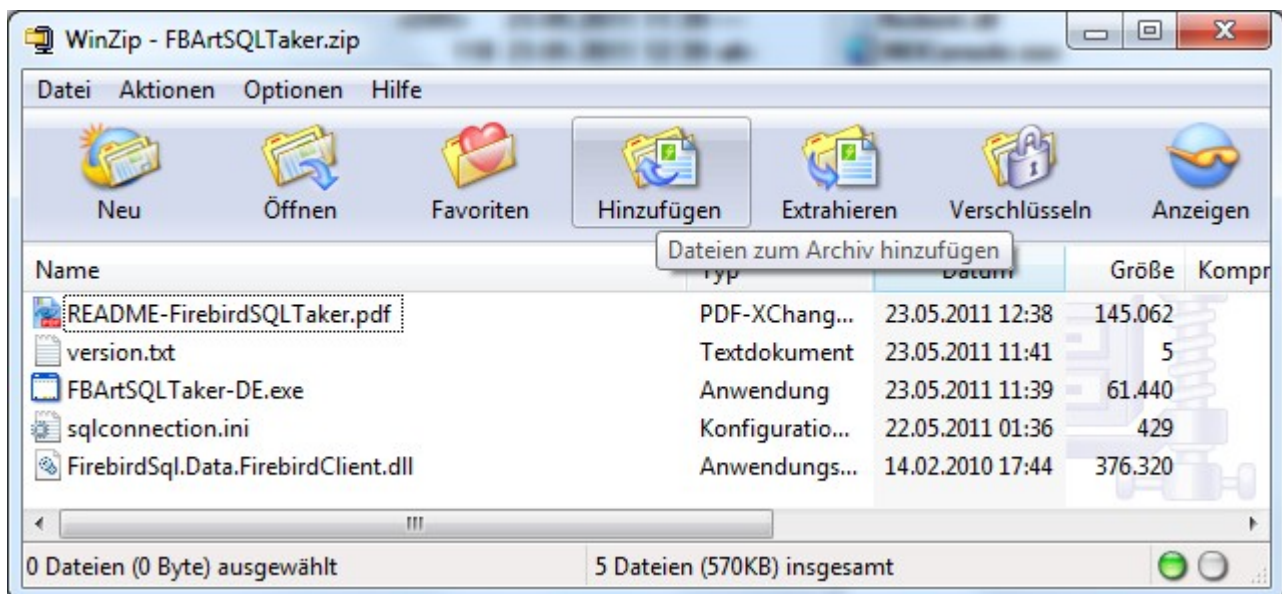 WinZip - FBArtSQLTaker.zip
Datei Aktionen Optionen Hilfe
Neu Öffnen Favoriten Hinzufügen Extrahieren Verschlüsseln Anzeigen
Dateien zum Archiv hinzufügen
Name Typ Datum Größe Kompr
README-FirebirdSQLTaker.pdf PDF-XChang... 23.05.2011 12:38 145.062
version.txt Textdokument 23.05.2011 11:41 5
FBArtSQLTaker-DE.exe Anwendung 23.05.2011 11:39 61.440
sqlconnection.ini Konfiguratio... 22.05.2011 01:36 429
FirebirdSql.Data.FirebirdClient.dll Anwendungs... 14.02.2010 17:44 376.320
0 Dateien (0 Byte) ausgewählt 5 Dateien (570KB) insgesamt